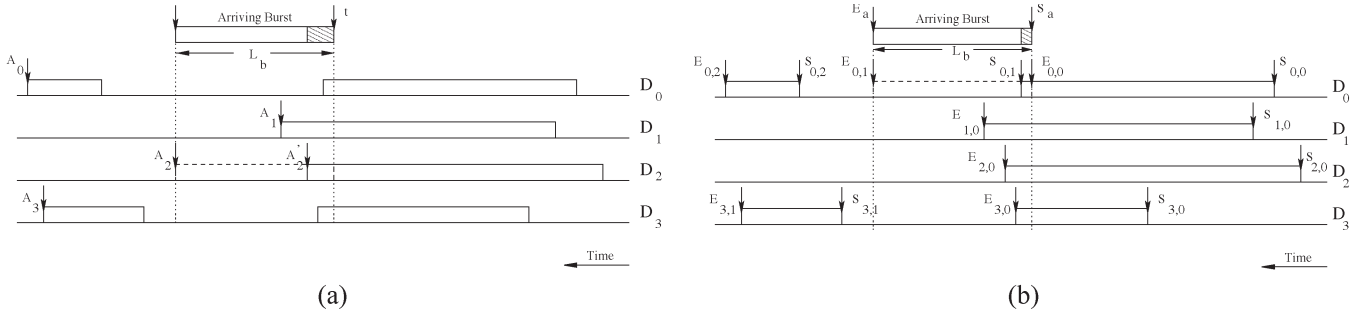 Arriving Burst
t
L b
A 0
D 0
A 1
D 1
A 2
A ' 2
D 2
A 3
D 3
Time
(a)
E a
Arriving Burst
S a
L b
E 0,2
S 0,2
E 0,1
S 0,1
E 0,0
S 0,0
D 0
E 1,0
S 1,0
D 1
E 2,0
S 2,0
D 2
E 3,1
S 3,1
E 3,0
S 3,0
D 3
Time
(b)